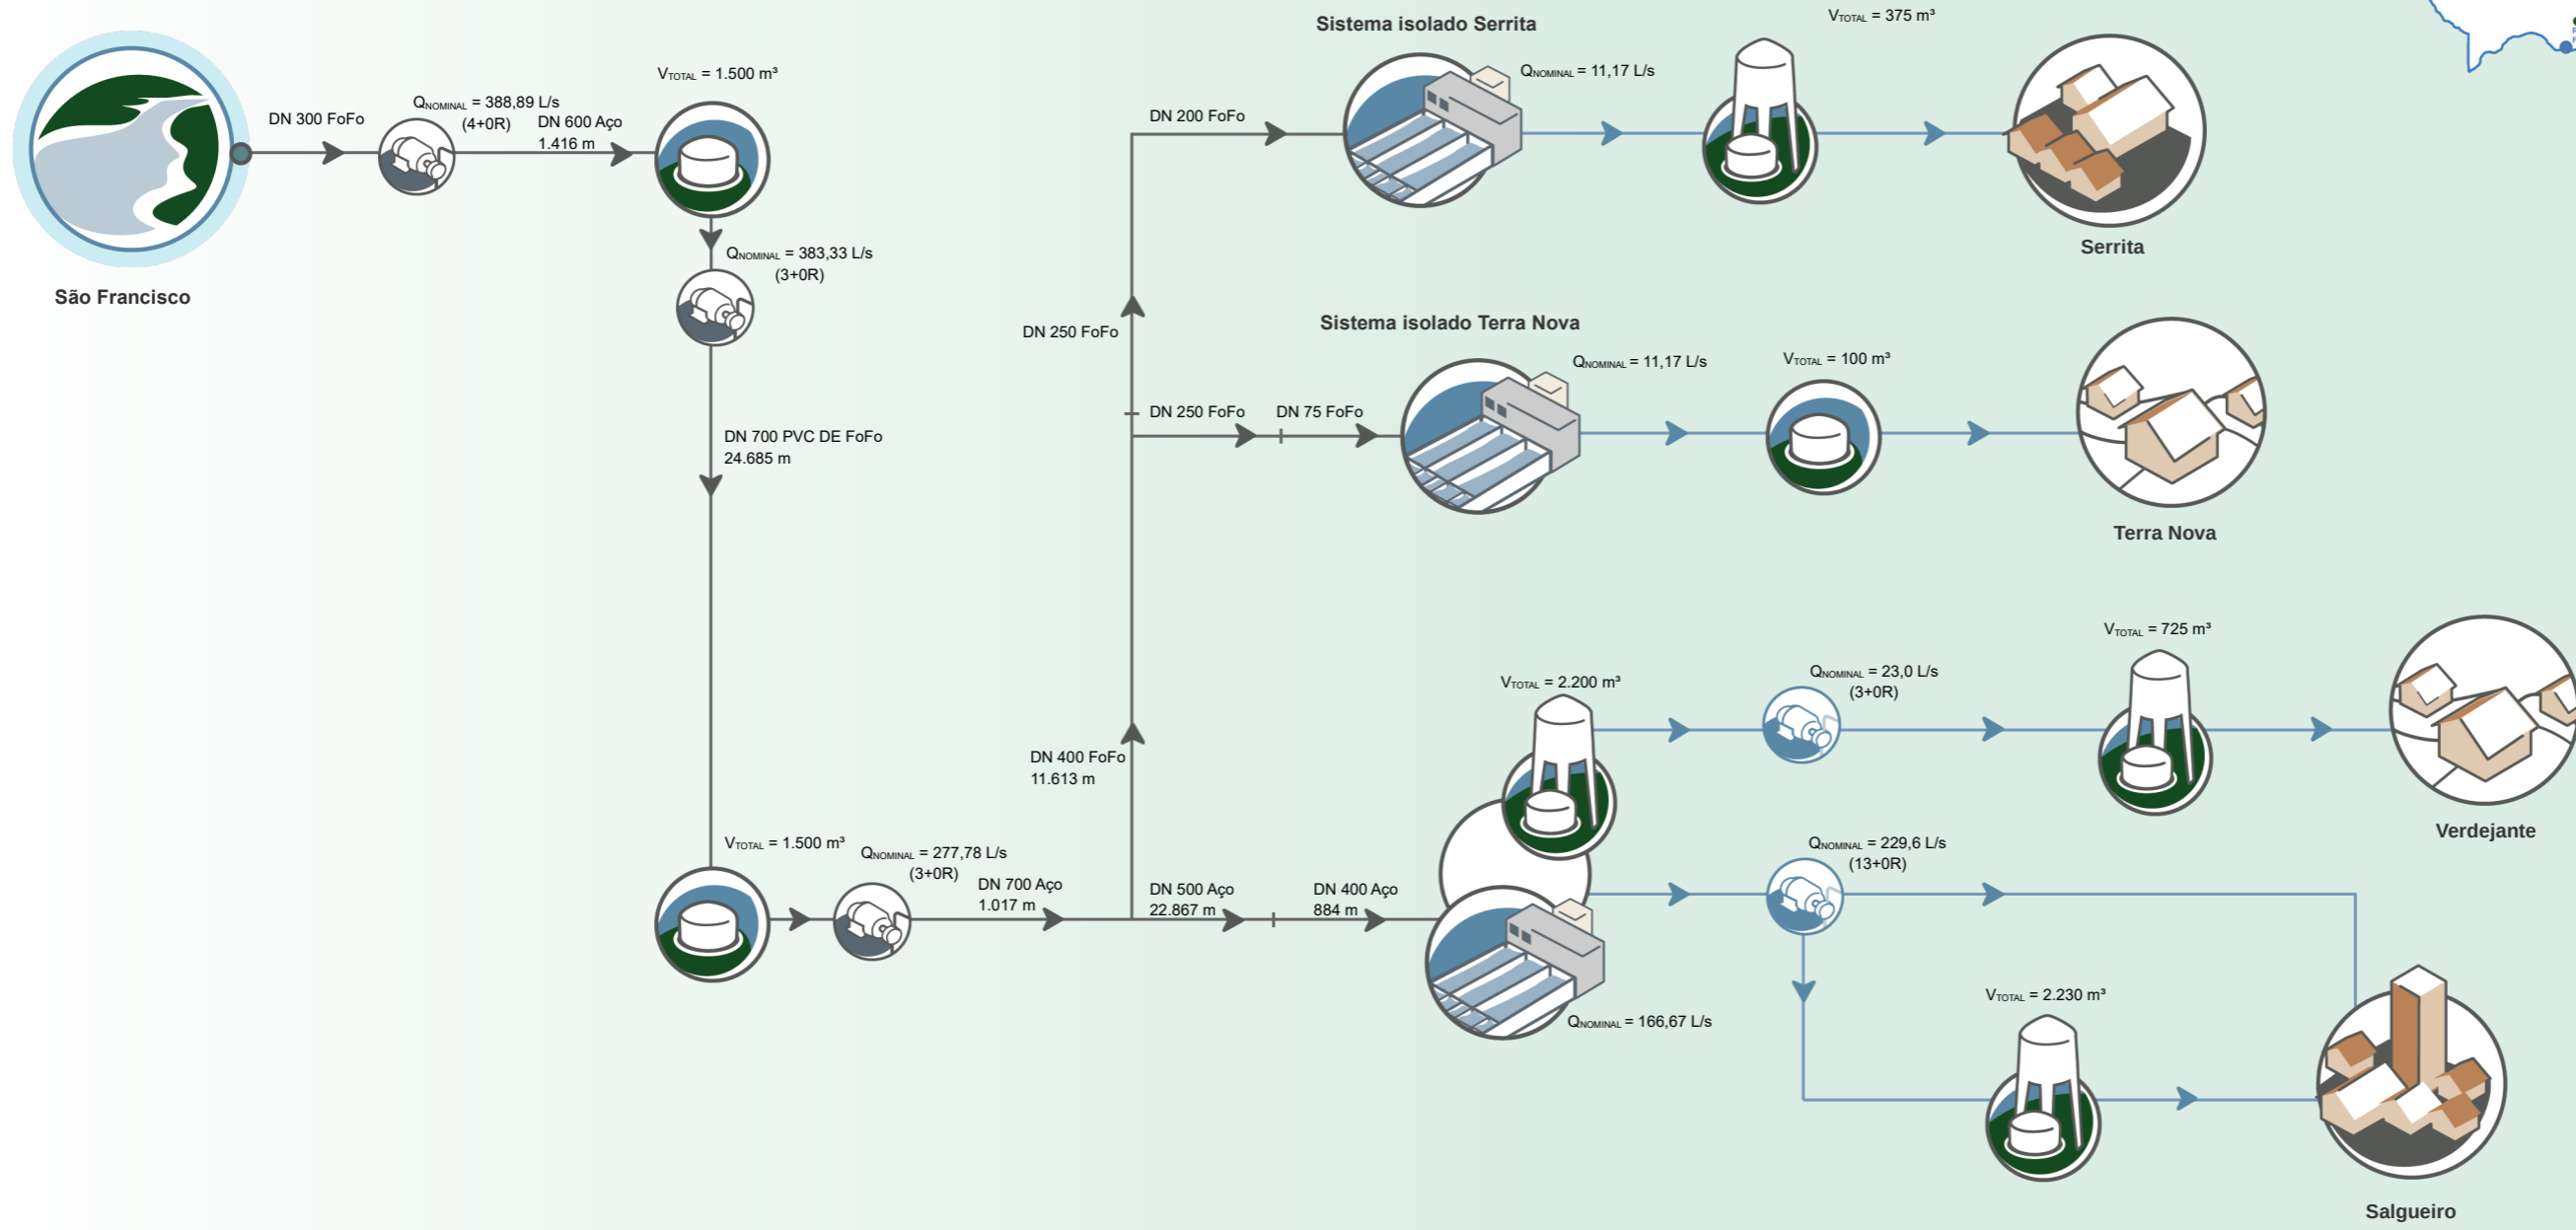 Sistema isolado Serrita
VTOTAL = 375 m³
QNOMINAL = 11,17 L/s
VTOTAL = 1.500 m³
QNOMINAL = 388,89 L/s
(4+0R)
DN 300 FoFo
DN 600 Aço
1.416 m
DN 200 FoFo
Serrita
QNOMINAL = 383,33 L/s
(3+0R)
São Francisco
DN 250 FoFo
Sistema isolado Terra Nova
QNOMINAL = 11,17 L/s
VTOTAL = 100 m³
DN 250 FoFo
DN 75 FoFo
DN 700 PVC DE FoFo
24.685 m
Terra Nova
VTOTAL = 725 m³
QNOMINAL = 23,0 L/s
(3+0R)
VTOTAL = 2.200 m³
DN 400 FoFo
11.613 m
Verdejante
VTOTAL = 1.500 m³
QNOMINAL = 277,78 L/s
(3+0R)
DN 700 Aço
1.017 m
DN 500 Aço
22.867 m
DN 400 Aço
884 m
QNOMINAL = 229,6 L/s
(13+0R)
QNOMINAL = 166,67 L/s
VTOTAL = 2.230 m³
Salgueiro